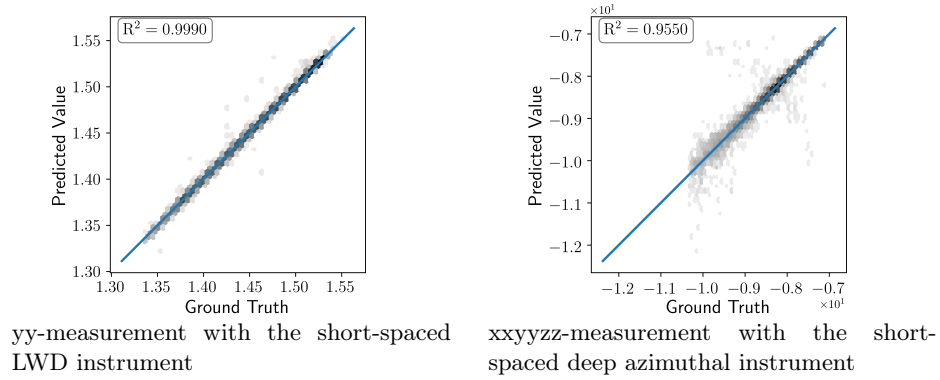 R² = 0.9990
1.55
1.50
1.45
1.40
1.35
1.30
Predicted Value
1.30 1.35 1.40 1.45 1.50 1.55
Ground Truth
yy-measurement with the short-spaced
LWD instrument
×10¹
R² = 0.9550
−0.7
−0.8
−0.9
−1.0
−1.1
−1.2
Predicted Value
−1.2 −1.1 −1.0 −0.9 −0.8 −0.7
Ground Truth
×10¹
xxyyzz-measurement with the short-
spaced deep azimuthal instrument